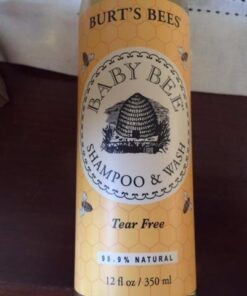 BURT'S BEES
BABY BEE
SHAMPOO & WASH
Tear Free
98.9% NATURAL
12 fl oz / 350 ml